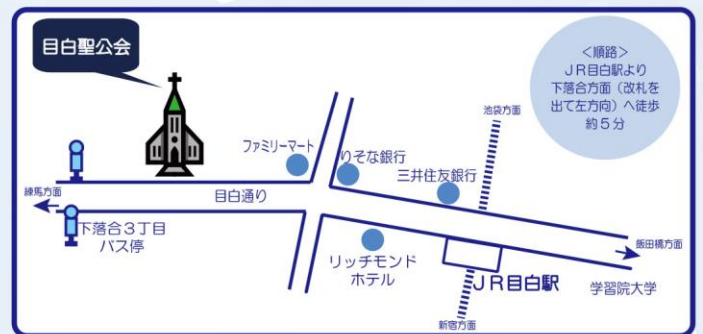 目白聖公会
＜順路＞
ＪＲ目白駅より
下落合方面（改札を
出て左方向）へ徒歩
約５分
池袋方面
ファミリーマート
りそな銀行
三井住友銀行
練馬方面
目白通り
下落合３丁目
バス停
リッチモンド
ホテル
飯田橋方面
ＪＲ目白駅
学習院大学
新宿方面